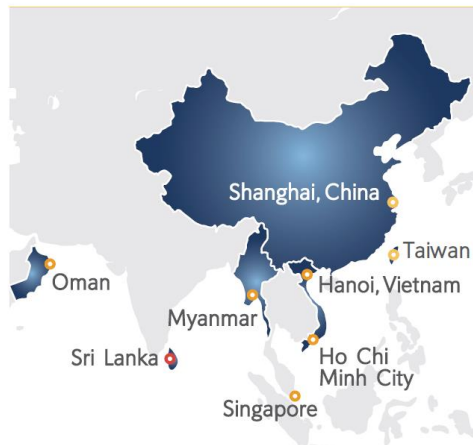 Shanghai, China
Taiwan
Oman
Hanoi, Vietnam
Myanmar
Sri Lanka
Ho Chi
Minh City
Singapore